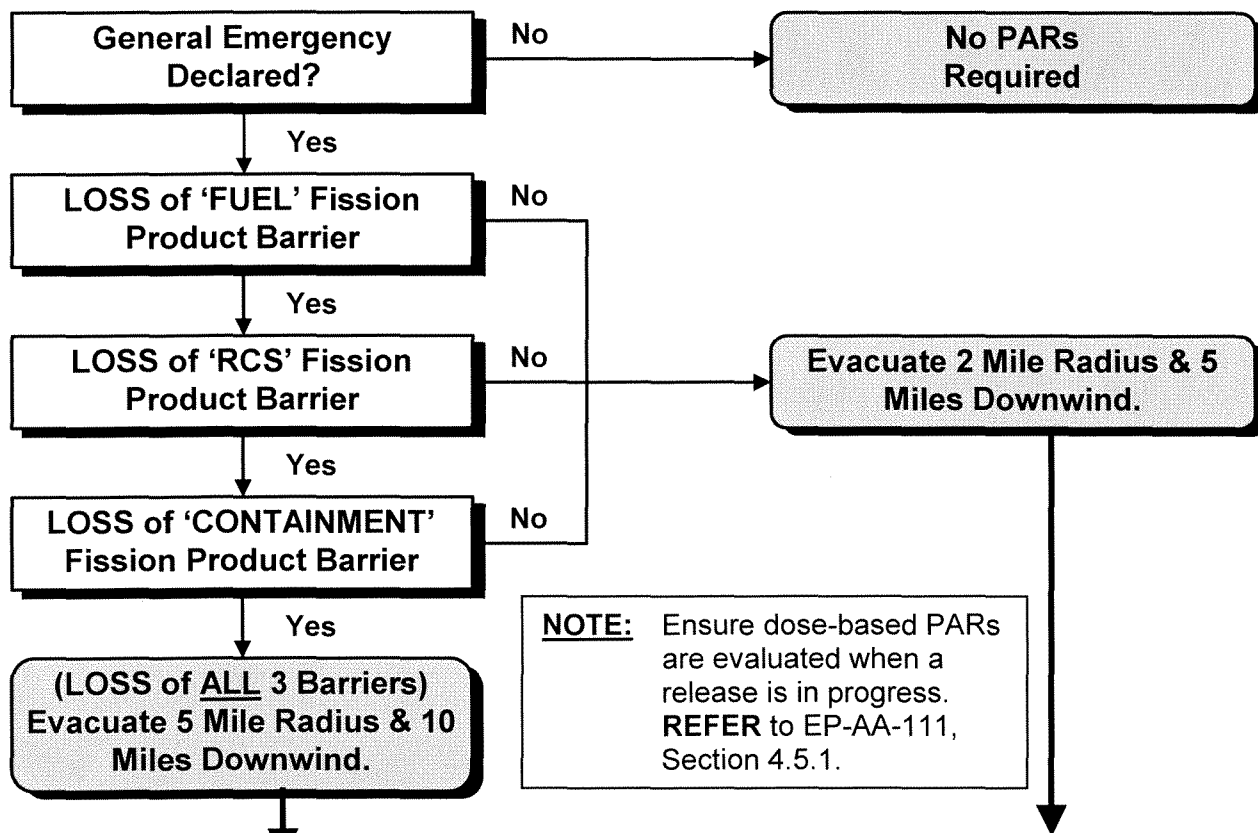 General Emergency
Declared?
No
No PARs
Required
Yes
LOSS of ‘FUEL’ Fission
Product Barrier
No
Yes
LOSS of ‘RCS’ Fission
Product Barrier
No
Evacuate 2 Mile Radius & 5
Miles Downwind.
Yes
LOSS of ‘CONTAINMENT’
Fission Product Barrier
No
Yes
NOTE: Ensure dose-based PARs
are evaluated when a
release is in progress.
REFER to EP-AA-111,
Section 4.5.1.
(LOSS of ALL 3 Barriers)
Evacuate 5 Mile Radius & 10
Miles Downwind.